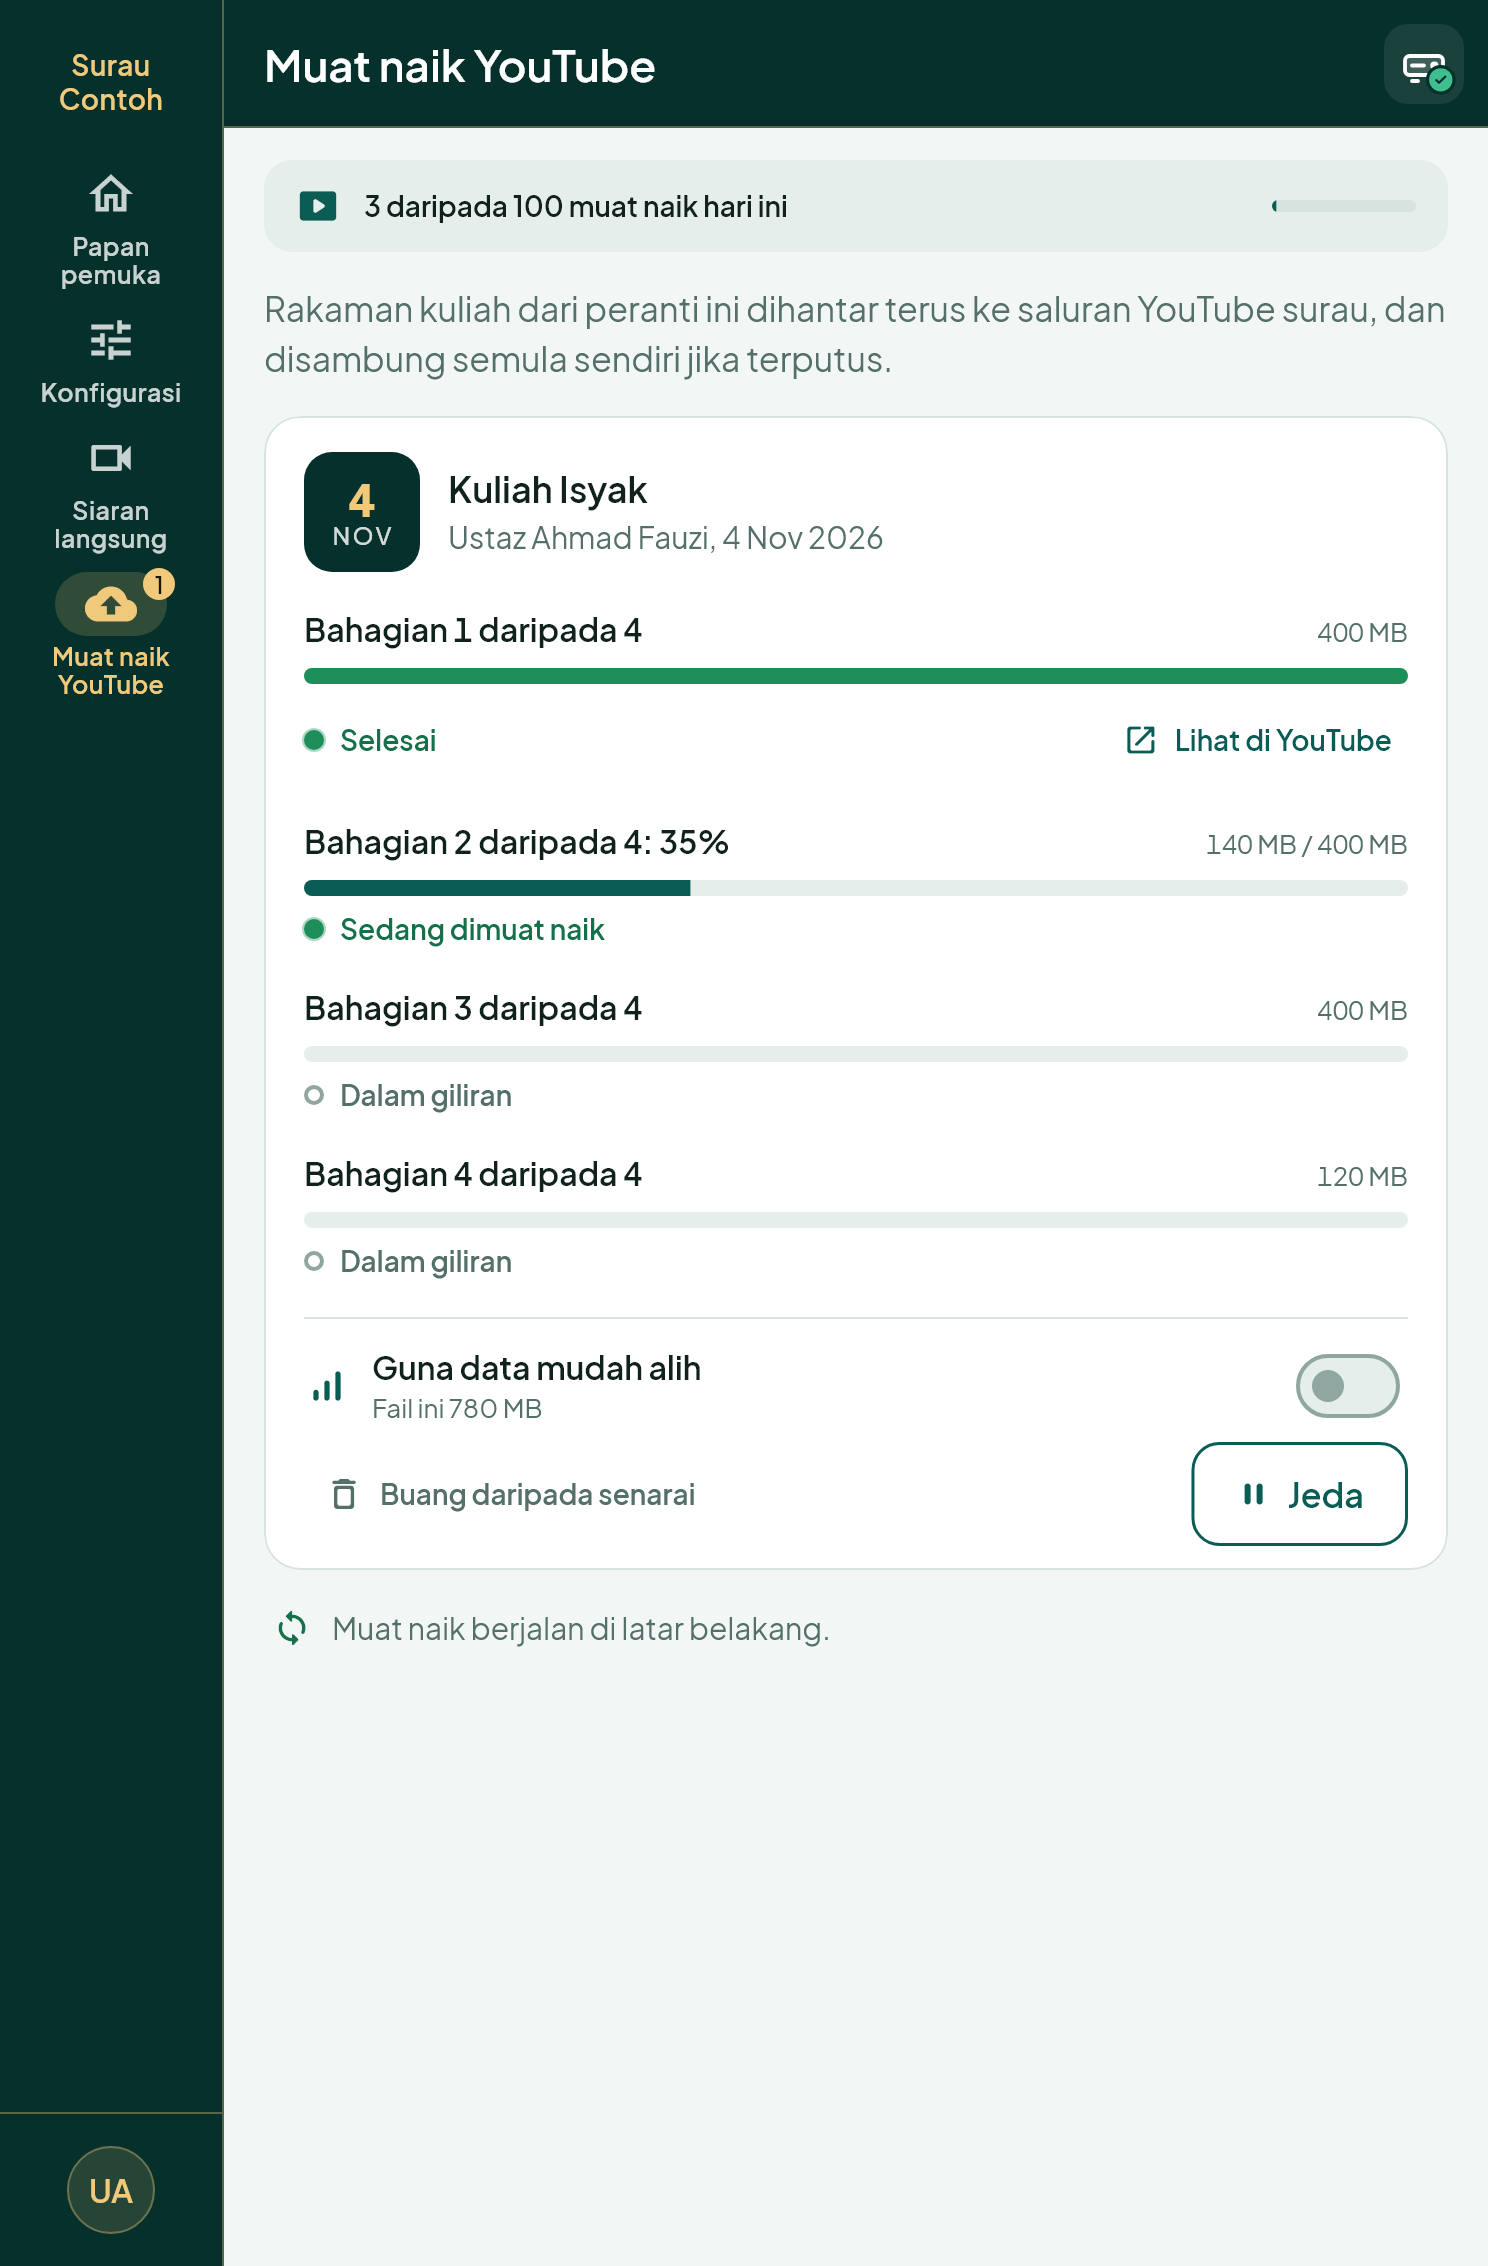 Surau
Contoh
Papan
pemuka
Konfigurasi
Siaran
langsung
1
Muat naik
YouTube
UA
Muat naik YouTube
3 daripada 100 muat naik hari ini
Rakaman kuliah dari peranti ini dihantar terus ke saluran YouTube surau, dan
disambung semula sendiri jika terputus.
4
NOV
Kuliah Isyak
Ustaz Ahmad Fauzi, 4 Nov 2026
Bahagian 1 daripada 4 400 MB
Selesai Lihat di YouTube
Bahagian 2 daripada 4: 35% 140 MB / 400 MB
Sedang dimuat naik
Bahagian 3 daripada 4 400 MB
Dalam giliran
Bahagian 4 daripada 4 120 MB
Dalam giliran
Guna data mudah alih
Fail ini 780 MB
Buang daripada senarai Jeda
Muat naik berjalan di latar belakang.